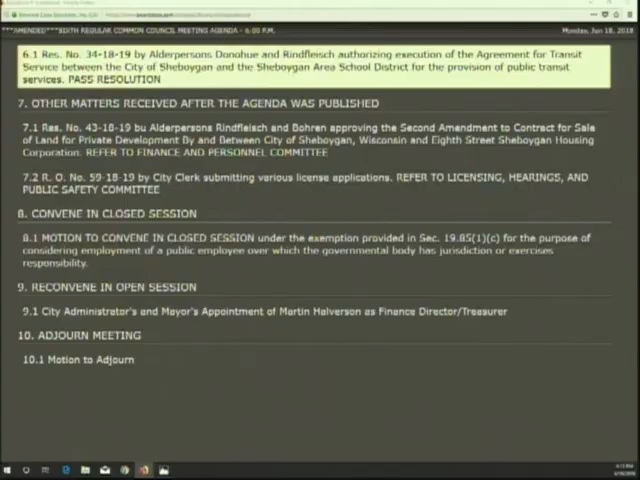 ***AMENDED***SIXTH REGULAR COMMON COUNCIL MEETING AGENDA - 6:00 P.M.
Monday, Jun 18, 2018
6.1 Res. No. 34-18-19 by Alderpersons Donohue and Rindfleisch authorizing execution of the Agreement for Transit
Service between the City of Sheboygan and the Sheboygan Area School District for the provision of public transit
services. PASS RESOLUTION
7. OTHER MATTERS RECEIVED AFTER THE AGENDA WAS PUBLISHED
7.1 Res. No. 43-18-19 bu Alderpersons Rindfleisch and Bohren approving the Second Amendment to Contract for Sale
of Land for Private Development By and Between City of Sheboygan, Wisconsin and Eighth Street Sheboygan Housing
Corporation. REFER TO FINANCE AND PERSONNEL COMMITTEE
7.2 R. O. No. 59-18-19 by City Clerk submitting various license applications. REFER TO LICENSING, HEARINGS, AND
PUBLIC SAFETY COMMITTEE
8. CONVENE IN CLOSED SESSION
8.1 MOTION TO CONVENE IN CLOSED SESSION under the exemption provided in Sec. 19.85(1)(c) for the purpose of
considering employment of a public employee over which the governmental body has jurisdiction or exercises
responsibility.
9. RECONVENE IN OPEN SESSION
9.1 City Administrator's and Mayor's Appointment of Martin Halverson as Finance Director/Treasurer
10. ADJOURN MEETING
10.1 Motion to Adjourn